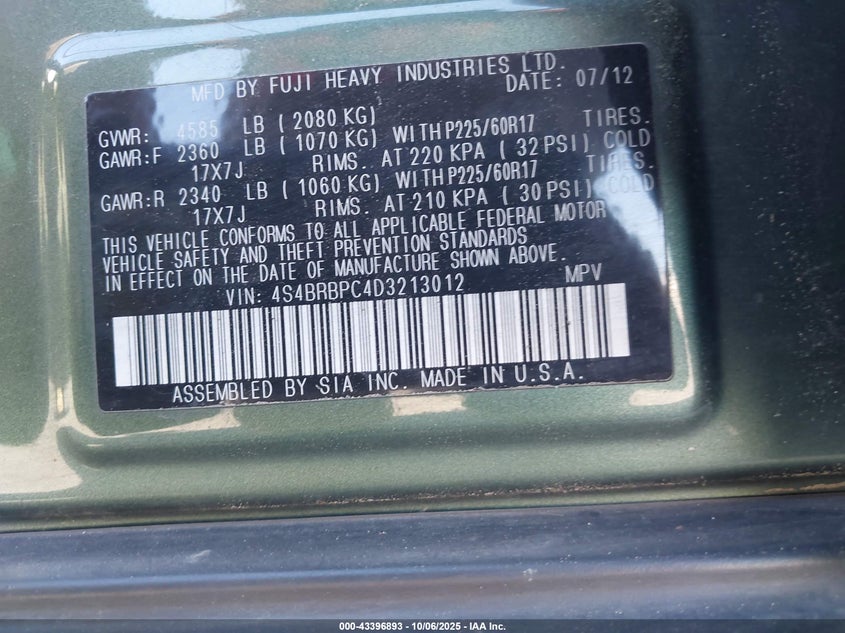 MFD BY FUJI HEAVY INDUSTRIES LTD.
DATE: 07/12
GVWR: 4585 LB ( 2080 KG)
GAWR:F 2360 LB ( 1070 KG) WITH P225/60R17 TIRES.
17X7J RIMS. AT 220 KPA ( 32 PSI) COLD
GAWR:R 2340 LB ( 1060 KG) WITH P225/60R17 TIRES.
17X7J RIMS. AT 210 KPA ( 30 PSI) COLD
THIS VEHICLE CONFORMS TO ALL APPLICABLE FEDERAL MOTOR
VEHICLE SAFETY AND THEFT PREVENTION STANDARDS
IN EFFECT ON THE DATE OF MANUFACTURE SHOWN ABOVE.
VIN: 4S4BRBPC4D3213012 MPV
ASSEMBLED BY SIA INC. MADE IN U.S.A.
000-43396893 - 10/06/2025 - IAA Inc.